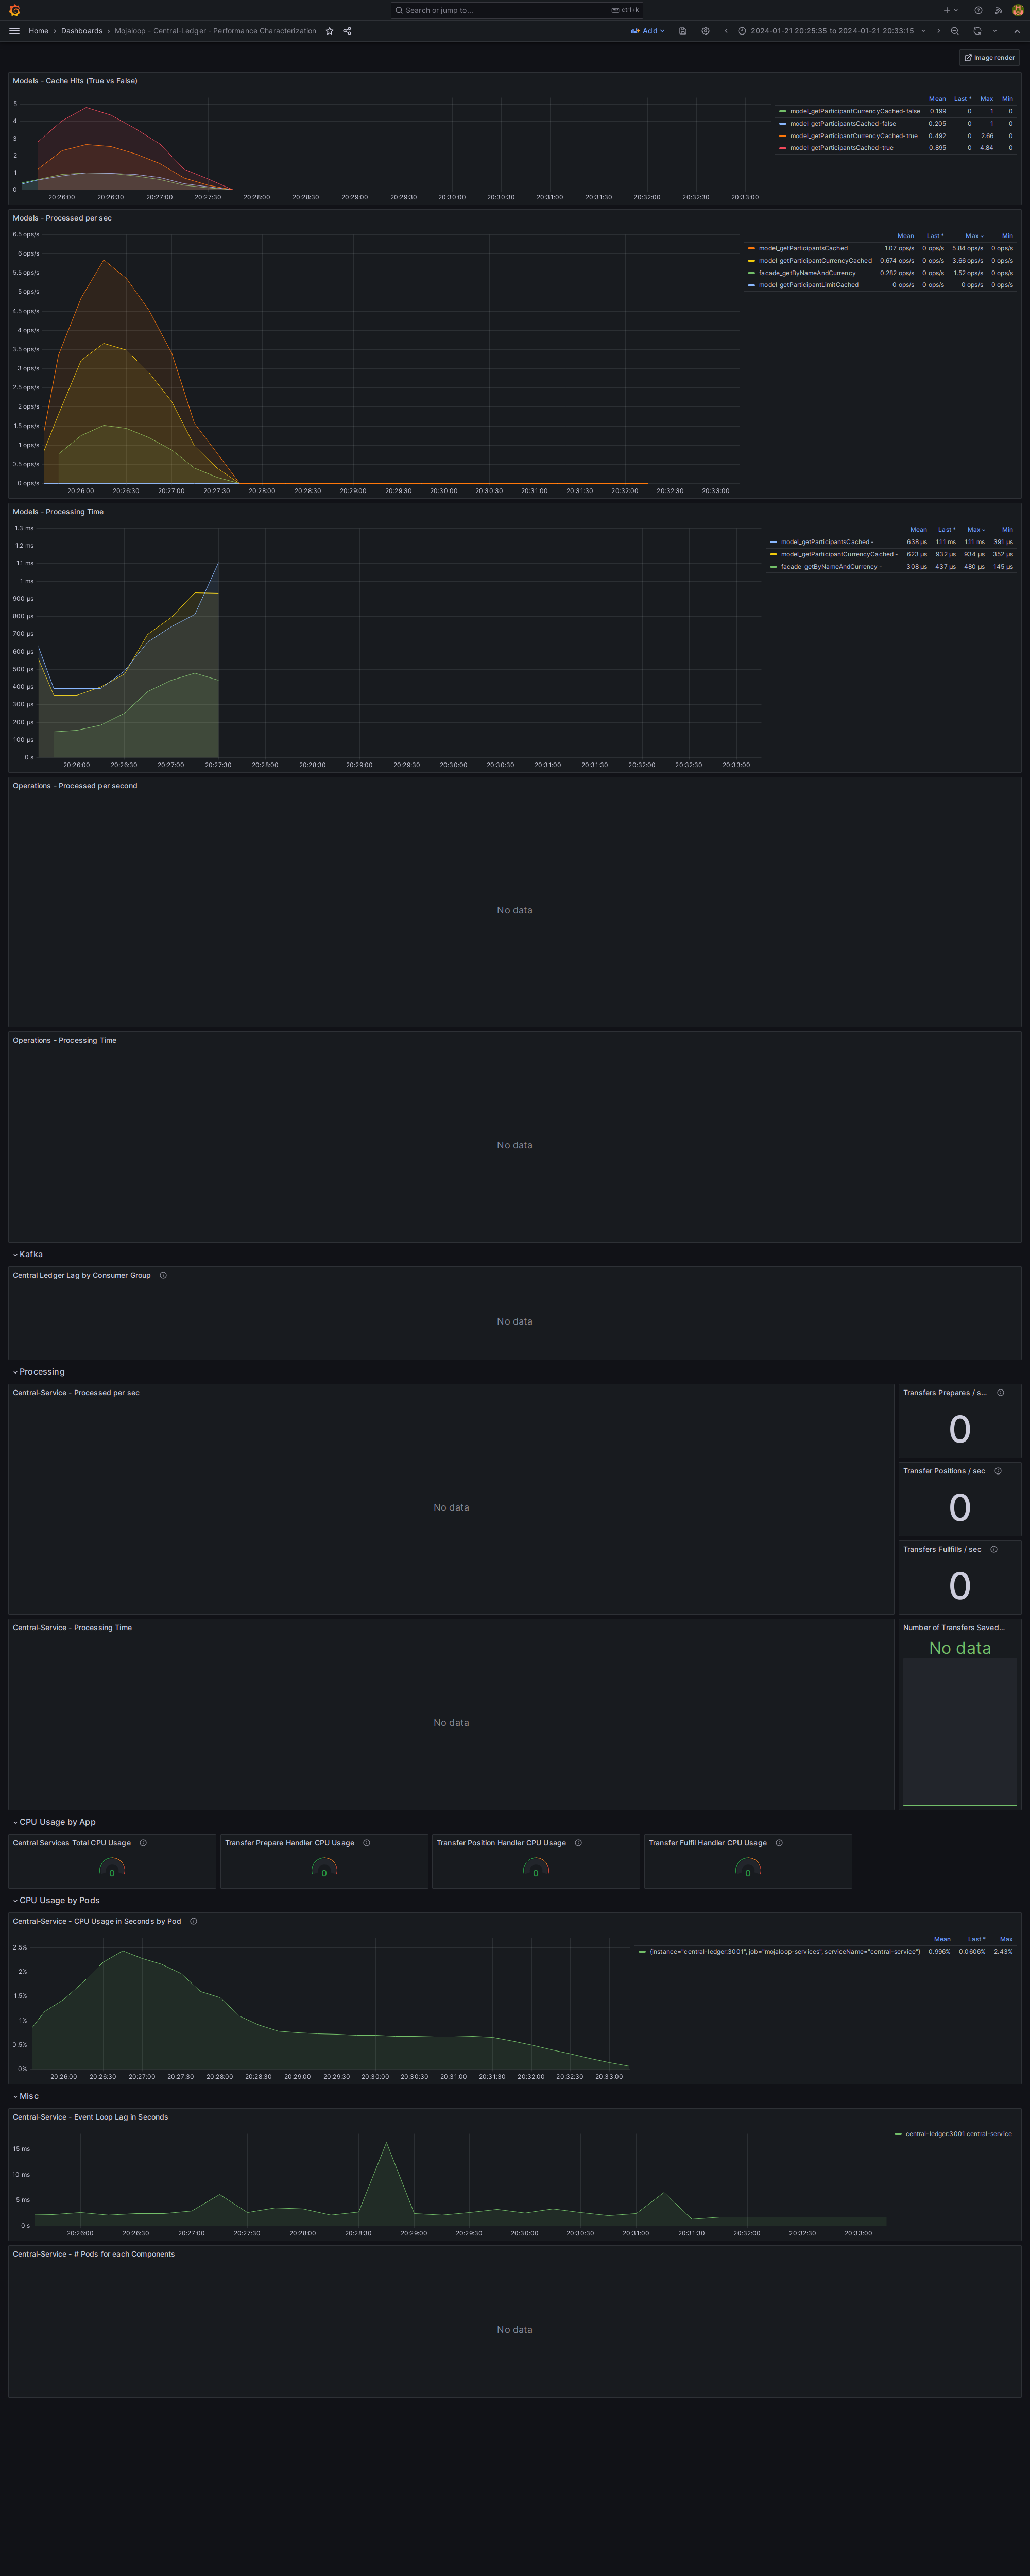 Search or jump to... ctrl+k
Home › Dashboards › Mojaloop - Central-Ledger - Performance Characterization Add 2024-01-21 20:25:35 to 2024-01-21 20:33:15
Image render
Models - Cache Hits (True vs False)
Mean Last * Max Min
model_getParticipantCurrencyCached-false 0.199 0 1 0
model_getParticipantsCached-false 0.205 0 1 0
model_getParticipantCurrencyCached-true 0.492 0 2.66 0
model_getParticipantsCached-true 0.895 0 4.84 0
5
4
3
2
1
0
20:26:00 20:26:30 20:27:00 20:27:30 20:28:00 20:28:30 20:29:00 20:29:30 20:30:00 20:30:30 20:31:00 20:31:30 20:32:00 20:32:30 20:33:00
Models - Processed per sec
Mean Last * Max Min
model_getParticipantsCached 1.07 ops/s 0 ops/s 5.84 ops/s 0 ops/s
model_getParticipantCurrencyCached 0.674 ops/s 0 ops/s 3.66 ops/s 0 ops/s
facade_getByNameAndCurrency 0.282 ops/s 0 ops/s 1.52 ops/s 0 ops/s
model_getParticipantLimitCached 0 ops/s 0 ops/s 0 ops/s 0 ops/s
6.5 ops/s
6 ops/s
5.5 ops/s
5 ops/s
4.5 ops/s
4 ops/s
3.5 ops/s
3 ops/s
2.5 ops/s
2 ops/s
1.5 ops/s
1 ops/s
0.5 ops/s
0 ops/s
20:26:00 20:26:30 20:27:00 20:27:30 20:28:00 20:28:30 20:29:00 20:29:30 20:30:00 20:30:30 20:31:00 20:31:30 20:32:00 20:32:30 20:33:00
Models - Processing Time
Mean Last * Max Min
model_getParticipantsCached - 638 µs 1.11 ms 1.11 ms 391 µs
model_getParticipantCurrencyCached - 623 µs 932 µs 934 µs 352 µs
facade_getByNameAndCurrency - 308 µs 437 µs 480 µs 145 µs
1.3 ms
1.2 ms
1.1 ms
1 ms
900 µs
800 µs
700 µs
600 µs
500 µs
400 µs
300 µs
200 µs
100 µs
0 s
20:26:00 20:26:30 20:27:00 20:27:30 20:28:00 20:28:30 20:29:00 20:29:30 20:30:00 20:30:30 20:31:00 20:31:30 20:32:00 20:32:30 20:33:00
Operations - Processed per second
No data
Operations - Processing Time
No data
Kafka
Central Ledger Lag by Consumer Group
No data
Processing
Central-Service - Processed per sec
No data
Transfers Prepares / s...
0
Transfer Positions / sec
0
Transfers Fullfills / sec
0
Central-Service - Processing Time
No data
Number of Transfers Saved...
No data
CPU Usage by App
Central Services Total CPU Usage Transfer Prepare Handler CPU Usage Transfer Position Handler CPU Usage Transfer Fulfil Handler CPU Usage
0 0 0 0
CPU Usage by Pods
Central-Service - CPU Usage in Seconds by Pod
Mean Last * Max
{instance="central-ledger:3001", job="mojaloop-services", serviceName="central-service"} 0.996% 0.0606% 2.43%
2.5%
2%
1.5%
1%
0.5%
0%
20:26:00 20:26:30 20:27:00 20:27:30 20:28:00 20:28:30 20:29:00 20:29:30 20:30:00 20:30:30 20:31:00 20:31:30 20:32:00 20:32:30 20:33:00
Misc
Central-Service - Event Loop Lag in Seconds
central-ledger:3001 central-service
15 ms
10 ms
5 ms
0 s
20:26:00 20:26:30 20:27:00 20:27:30 20:28:00 20:28:30 20:29:00 20:29:30 20:30:00 20:30:30 20:31:00 20:31:30 20:32:00 20:32:30 20:33:00
Central-Service - # Pods for each Components
No data